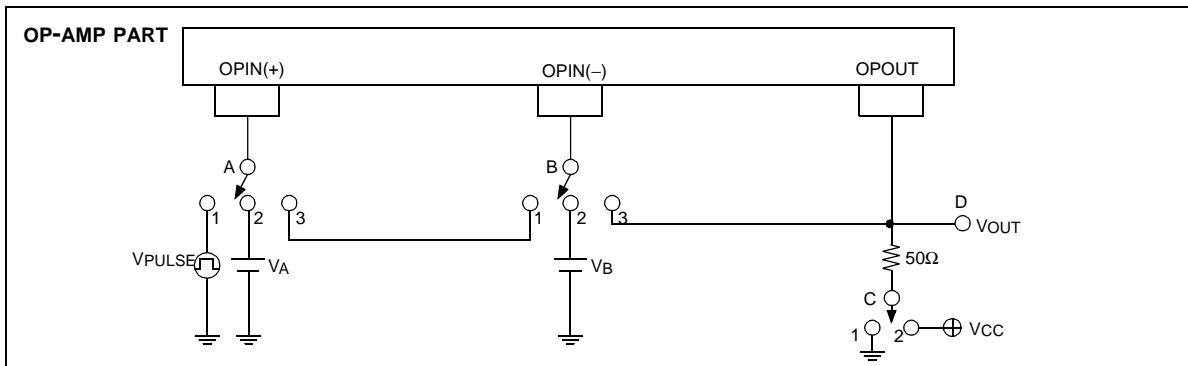 OP-AMP PART
OPIN(+) OPIN(−) OPOUT
A B
1 2 3 1 2 3 D
VOUT
VPULSE VA VB 50Ω
C
1 2 VCC